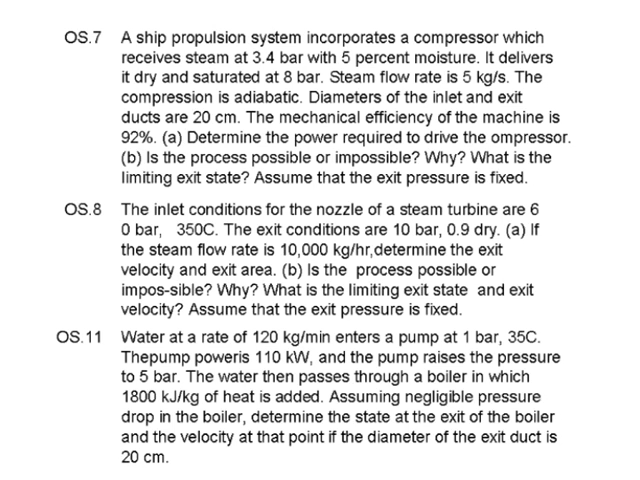 OS.7 A ship propulsion system incorporates a compressor which
receives steam at 3.4 bar with 5 percent moisture. It delivers
it dry and saturated at 8 bar. Steam flow rate is 5 kg/s. The
compression is adiabatic. Diameters of the inlet and exit
ducts are 20 cm. The mechanical efficiency of the machine is
92%. (a) Determine the power required to drive the ompressor.
(b) Is the process possible or impossible? Why? What is the
limiting exit state? Assume that the exit pressure is fixed.
OS.8 The inlet conditions for the nozzle of a steam turbine are 6
0 bar, 350C. The exit conditions are 10 bar, 0.9 dry. (a) If
the steam flow rate is 10,000 kg/hr,determine the exit
velocity and exit area. (b) Is the process possible or
impos-sible? Why? What is the limiting exit state and exit
velocity? Assume that the exit pressure is fixed.
OS.11 Water at a rate of 120 kg/min enters a pump at 1 bar, 35C.
Thepump poweris 110 kW, and the pump raises the pressure
to 5 bar. The water then passes through a boiler in which
1800 kJ/kg of heat is added. Assuming negligible pressure
drop in the boiler, determine the state at the exit of the boiler
and the velocity at that point if the diameter of the exit duct is
20 cm.